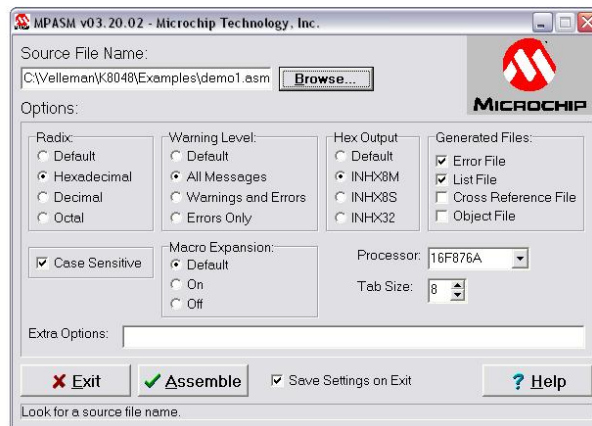 MPASM v03.20.02 - Microchip Technology, Inc.
Source File Name:
C:\Velleman\K8048\Examples\demo1.asm
Browse...
MICROCHIP
Options:
Radix:
Default
Hexadecimal
Decimal
Octal
Warning Level:
Default
All Messages
Warnings and Errors
Errors Only
Hex Output
Default
INHX8M
INHX8S
INHX32
Generated Files:
Error File
List File
Cross Reference File
Object File
Case Sensitive
Macro Expansion:
Default
On
Off
Processor: 16F876A
Tab Size: 8
Extra Options:
Exit
Assemble
Save Settings on Exit
? Help
Look for a source file name.